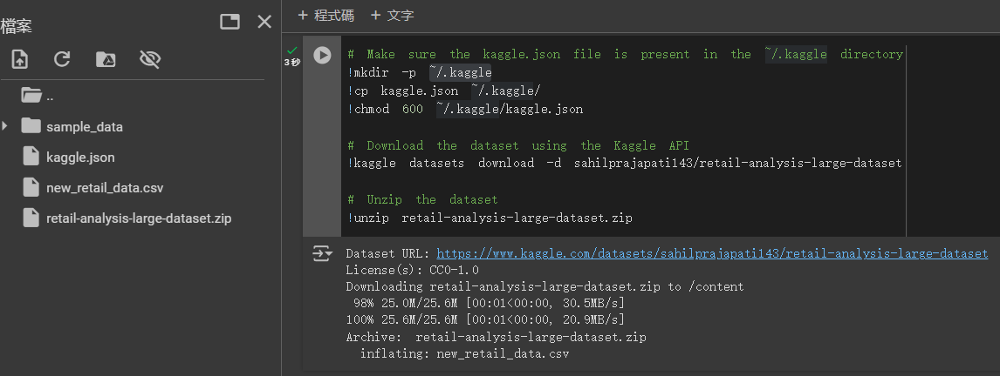 檔案
..
sample_data
kaggle.json
new_retail_data.csv
retail-analysis-large-dataset.zip
+ 程式碼 + 文字
3 秒
# Make sure the kaggle.json file is present in the ~/.kaggle directory
!mkdir -p ~/.kaggle
!cp kaggle.json ~/.kaggle/
!chmod 600 ~/.kaggle/kaggle.json
# Download the dataset using the Kaggle API
!kaggle datasets download -d sahilprajapati143/retail-analysis-large-dataset
# Unzip the dataset
!unzip retail-analysis-large-dataset.zip
Dataset URL: https://www.kaggle.com/datasets/sahilprajapati143/retail-analysis-large-dataset
License(s): CC0-1.0
Downloading retail-analysis-large-dataset.zip to /content
98% 25.0M/25.6M [00:01<00:00, 30.5MB/s]
100% 25.6M/25.6M [00:01<00:00, 20.9MB/s]
Archive: retail-analysis-large-dataset.zip
inflating: new_retail_data.csv